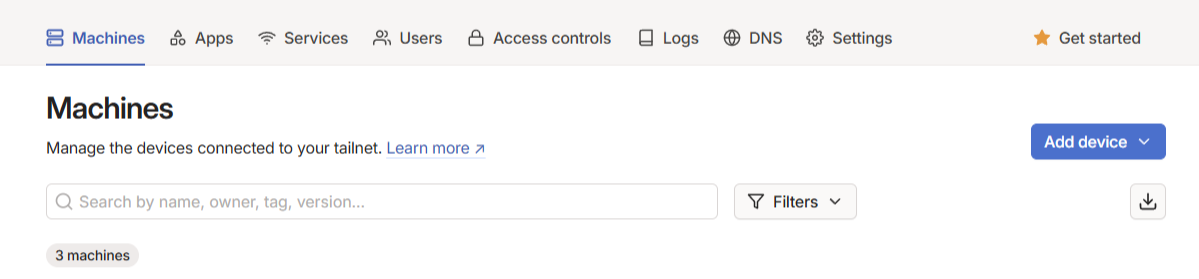 Machines Apps Services Users Access controls Logs DNS Settings Get started
Machines
Manage the devices connected to your tailnet. Learn more ↗
Add device
Search by name, owner, tag, version...
Filters
3 machines